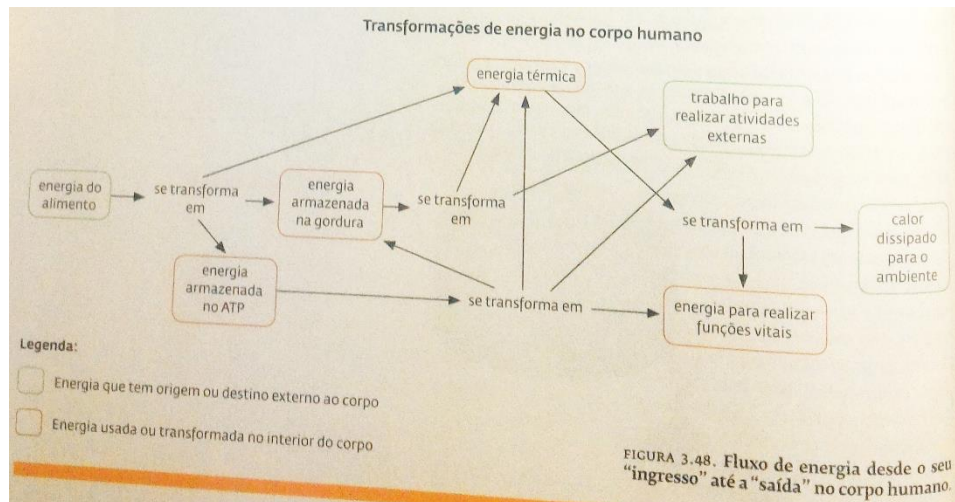 Transformações de energia no corpo humano
energia térmica
trabalho para
realizar atividades
externas
energia do
alimento
se transforma
em
energia
armazenada
na gordura
se transforma
em
se transforma em
calor
dissipado
para o
ambiente
energia
armazenada
no ATP
se transforma em
energia para realizar
funções vitais
Legenda:
Energia que tem origem ou destino externo ao corpo
Energia usada ou transformada no interior do corpo
FIGURA 3.48. Fluxo de energia desde o seu
“ingresso” até a “saída” no corpo humano.